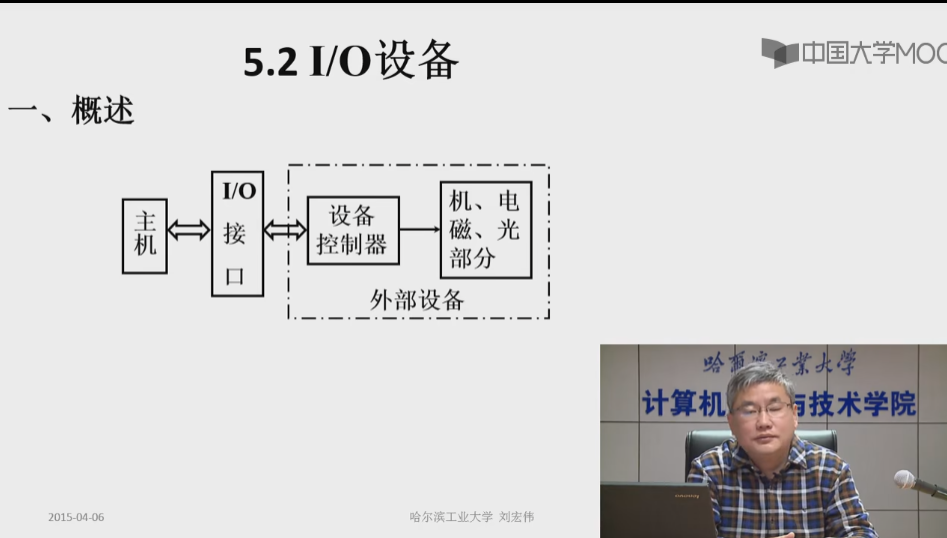 5.2 I/O设备
中国大学MOO
一、概述
主机
I/O
接
口
设备
控制器
机、电
磁、光
部分
外部设备
哈尔滨工业大学
计算机
与技术学院
2015-04-06
哈尔滨工业大学 刘宏伟